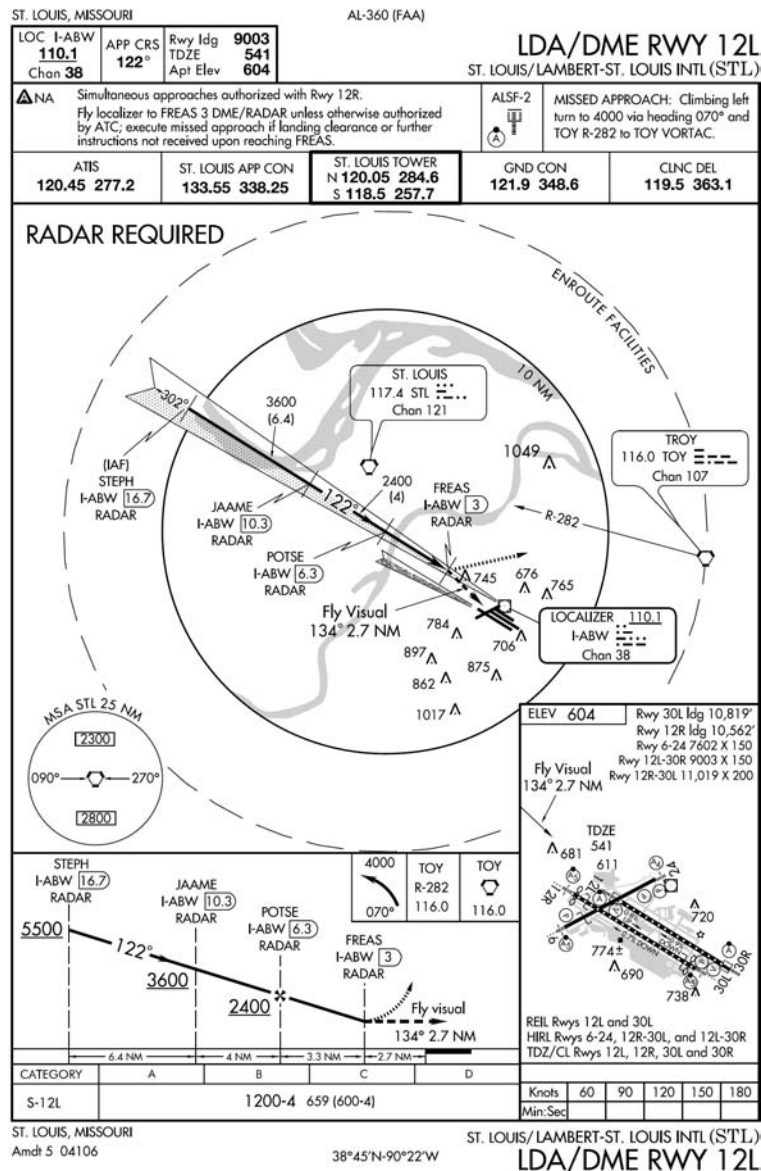 ST. LOUIS, MISSOURI
AL-360 (FAA)
LOC I-ABW
110.1
Chan 38
APP CRS
122°
Rwy ldg 9003
TDZE 541
Apt Elev 604
LDA/DME RWY 12L
ST. LOUIS/LAMBERT-ST. LOUIS INTL (STL)
A NA
Simultaneous approaches authorized with Rwy 12R.
Fly localizer to FREAS 3 DME/RADAR unless otherwise authorized
by ATC; execute missed approach if landing clearance or further
instructions not received upon reaching FREAS.
ALSF-2
A
MISSED APPROACH: Climbing left
turn to 4000 via heading 070° and
TOY R-282 to TOY VORTAC.
ATIS
120.45 277.2
ST. LOUIS APP CON
133.55 338.25
ST. LOUIS TOWER
N 120.05 284.6
S 118.5 257.7
GND CON
121.9 348.6
CLNC DEL
119.5 363.1
RADAR REQUIRED
ENROUTE FACILITIES
10 NM
ST. LOUIS
117.4 STL
Chan 121
302°
3600
(6.4)
1049
TROY
116.0 TOY
Chan 107
(IAF)
STEPH
I-ABW 16.7
RADAR
122°
2400
(4)
FREAS
I-ABW 3
RADAR
R-282
JAAME
I-ABW 10.3
RADAR
POTSE
I-ABW 6.3
RADAR
745
676
765
Fly Visual
134° 2.7 NM
784
706
LOCALIZER 110.1
I-ABW
Chan 38
897
875
862
1017
MSA STL 25 NM
2300
090°
270°
2800
ELEV 604
Rwy 30L ldg 10,819'
Rwy 12R ldg 10,562'
Rwy 6-24 7602 X 150
Rwy 12L-30R 9003 X 150
Rwy 12R-30L 11,019 X 200
Fly Visual
134° 2.7 NM
TDZE
541
681
611
24
12R
12L
720
774±
690
738
30L
30R
REIL Rwys 12L and 30L
HIRL Rwys 6-24, 12R-30L, and 12L-30R
TDZ/CL Rwys 12L, 12R, 30L and 30R
STEPH
I-ABW 16.7
RADAR
5500
122°
JAAME
I-ABW 10.3
RADAR
3600
POTSE
I-ABW 6.3
RADAR
2400
FREAS
I-ABW 3
RADAR
4000
070°
TOY
R-282
116.0
TOY
116.0
Fly visual
134° 2.7 NM
6.4 NM
4 NM
3.3 NM
2.7 NM
CATEGORY A B C D
S-12L 1200-4 659 (600-4)
Knots 60 90 120 150 180
Min:Sec
ST. LOUIS, MISSOURI
Amdt 5 04106
38°45'N-90°22'W
ST. LOUIS/LAMBERT-ST. LOUIS INTL (STL)
LDA/DME RWY 12L